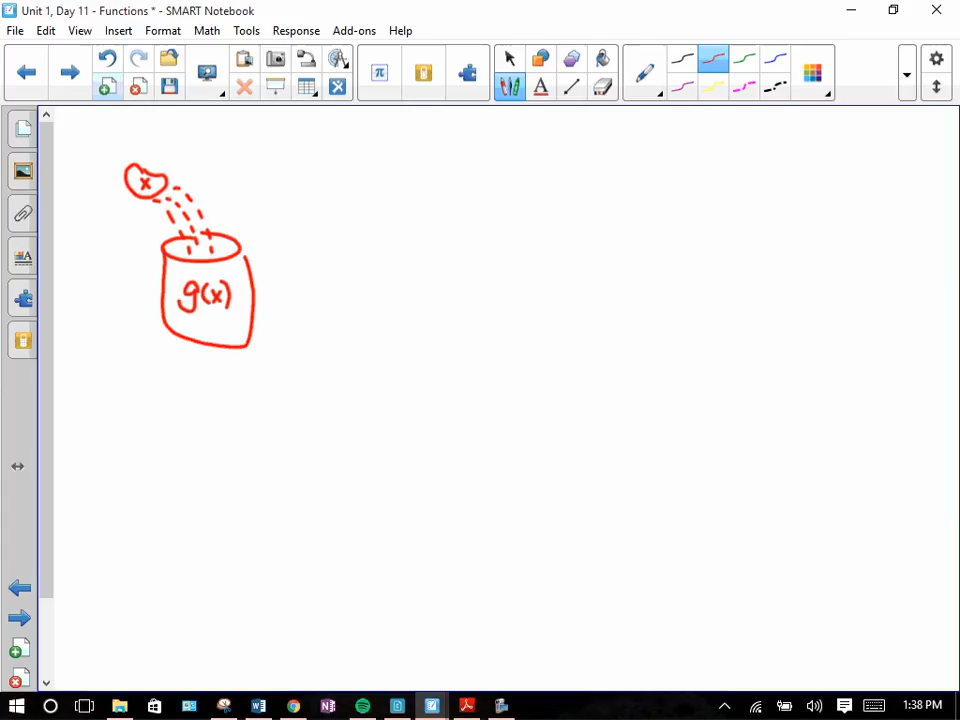 Unit 1, Day 11 - Functions * - SMART Notebook
File Edit View Insert Format Math Tools Response Add-ons Help
π
A
x
g(x)
1:38 PM